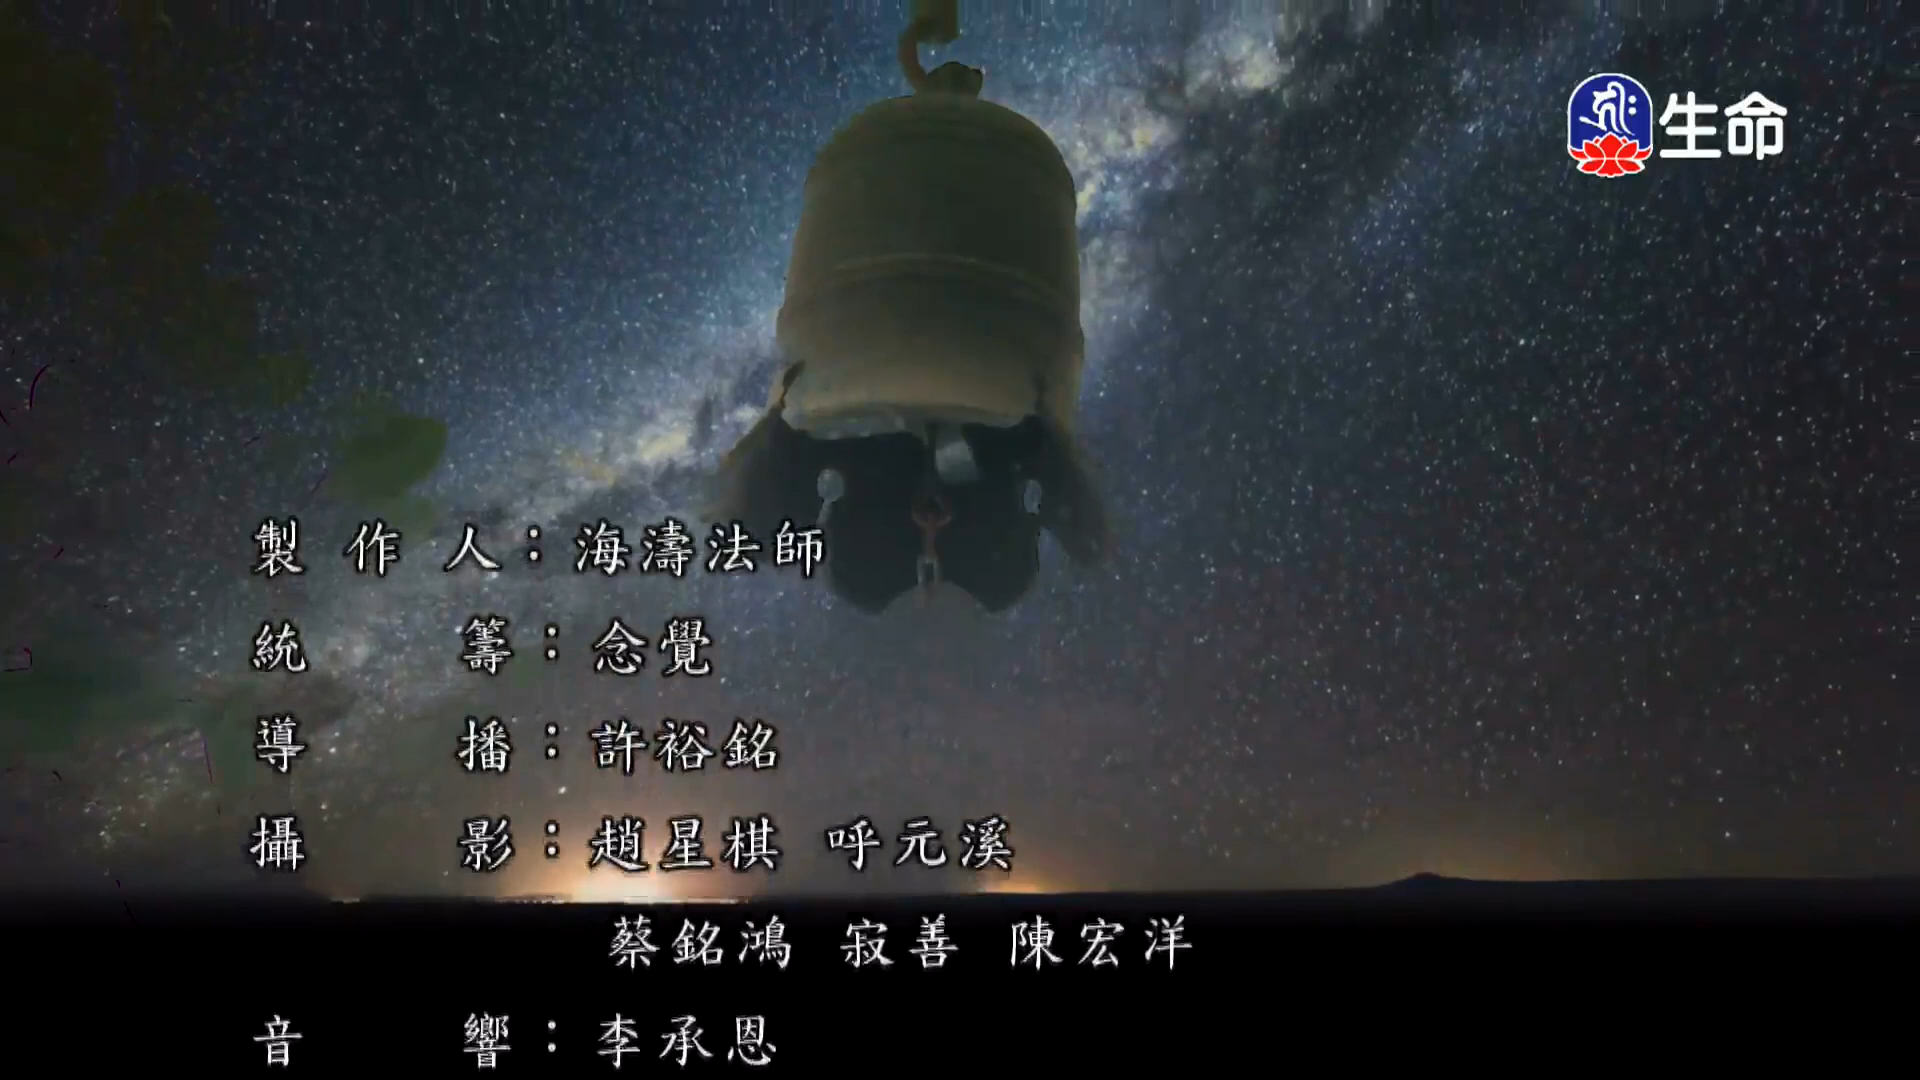 生命
製作人：海濤法師
統籌：念覺
導播：許裕銘
攝影：趙星棋 呼元溪
蔡銘鴻 寂善 陳宏洋
音響：李承恩